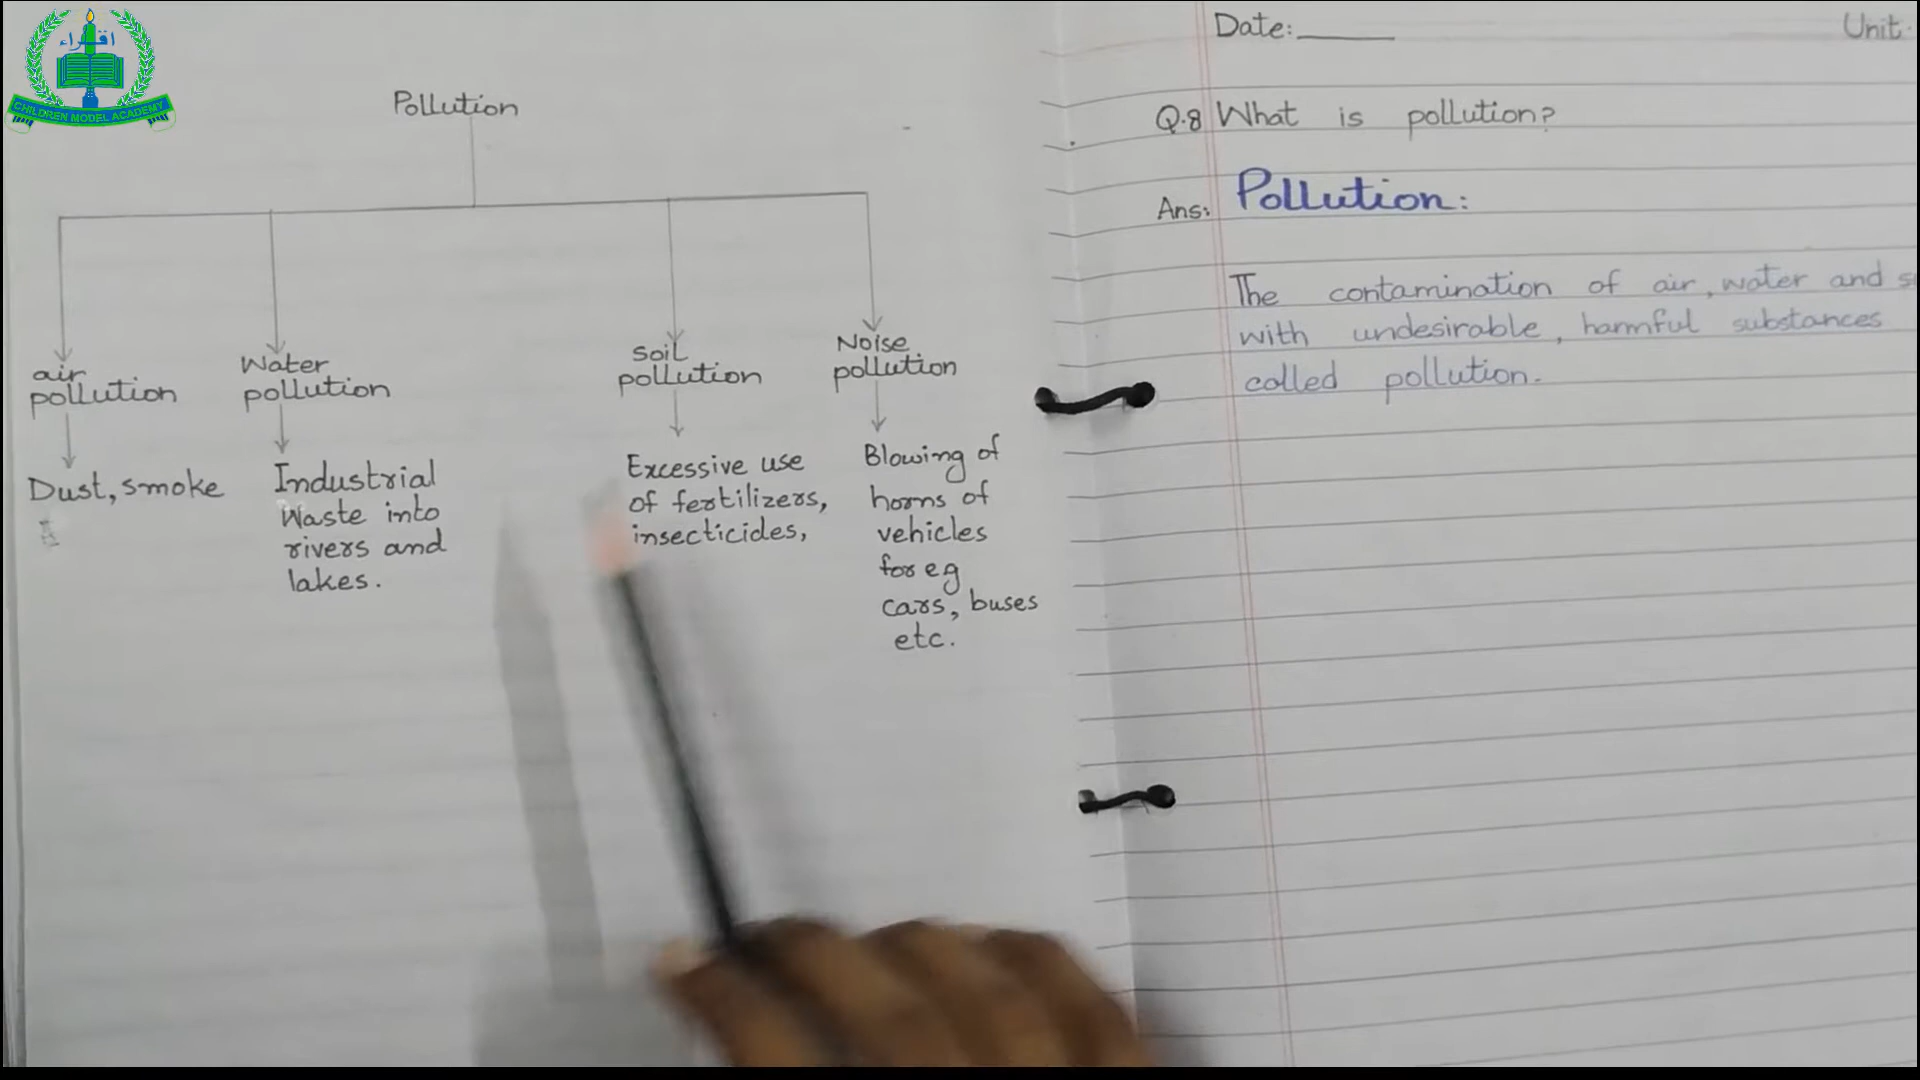 اقراء
CHILDREN MODEL ACADEMY
Pollution
air
pollution
Dust, smoke
Water
pollution
Industrial
Waste into
rivers and
lakes.
soil
pollution
Excessive use
of fertilizers,
insecticides,
Noise
pollution
Blowing of
horns of
vehicles
for eg
cars, buses
etc.
Date:
Unit
Q.8 What is pollution?
Ans: Pollution:
The contamination of air, water and
with undesirable, harmful substances
called pollution.